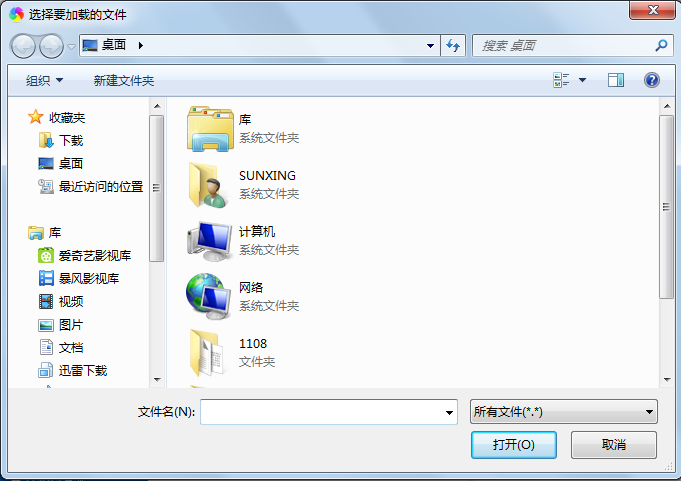 选择要加载的文件
桌面
搜索 桌面
组织
新建文件夹
收藏夹
下载
桌面
最近访问的位置
库
爱奇艺影视库
暴风影视库
视频
图片
文档
迅雷下载
库
系统文件夹
SUNXING
系统文件夹
计算机
系统文件夹
网络
系统文件夹
1108
文件夹
文件名(N):
所有文件(*.*)
打开(O)
取消